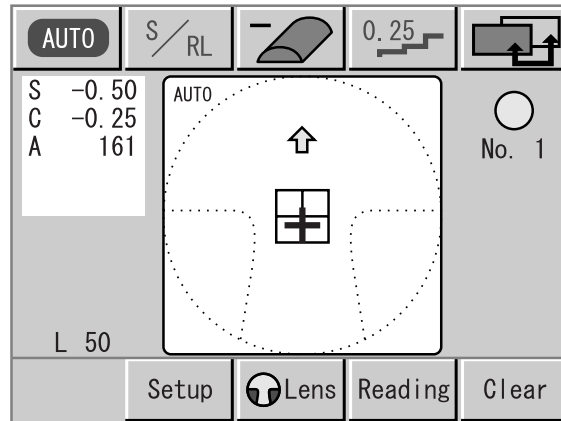 AUTO
S/RL
0.25
S -0.50
C -0.25
A 161
AUTO
No. 1
L 50
Setup
Lens
Reading
Clear